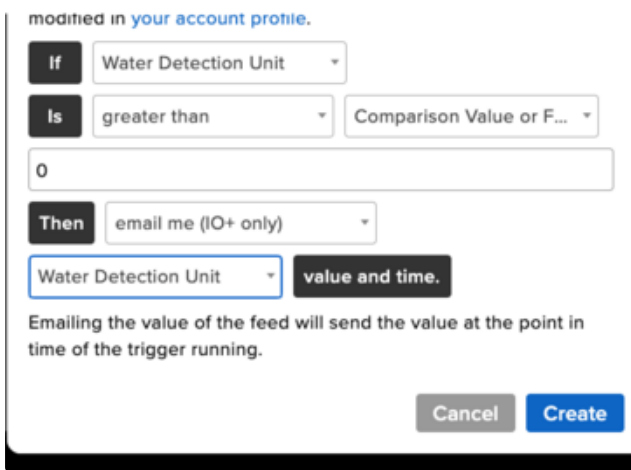 modified in your account profile.
If Water Detection Unit
Is greater than Comparison Value or F...
0
Then email me (IO+ only)
Water Detection Unit value and time.
Emailing the value of the feed will send the value at the point in
time of the trigger running.
Cancel Create